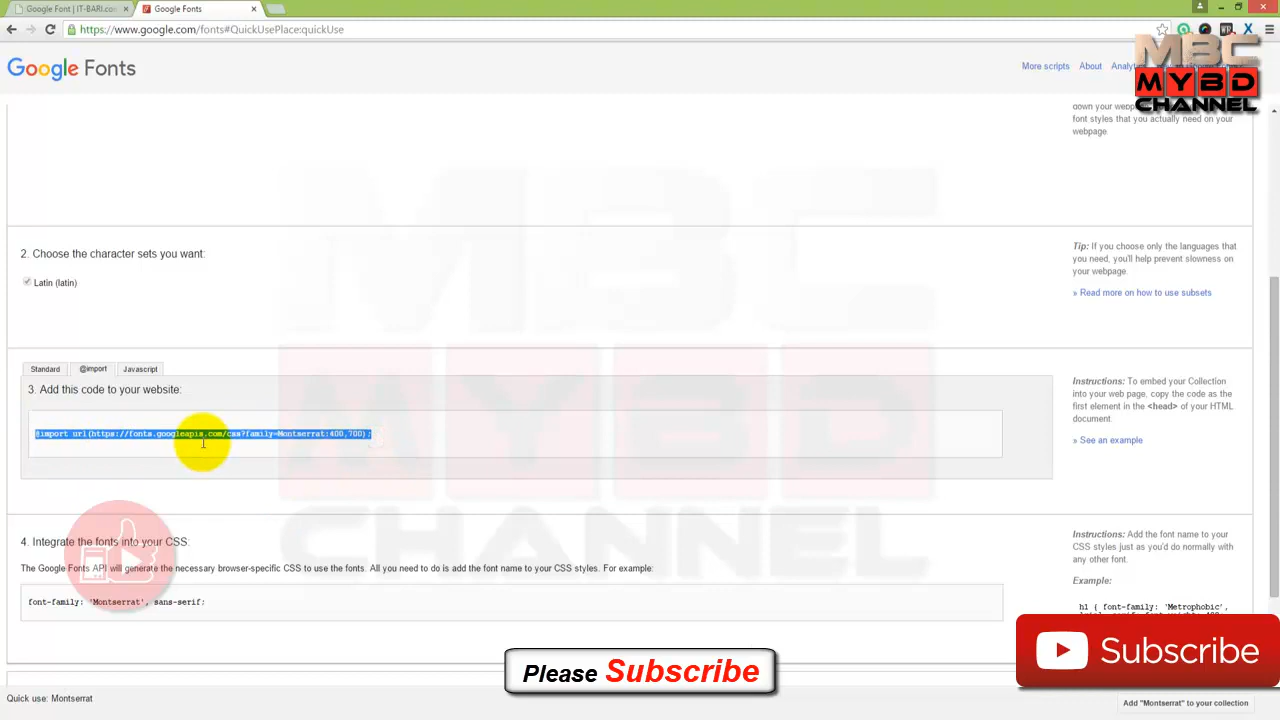 Google Font | IT-BARI.co
Google Fonts
https://www.google.com/fonts#QuickUsePlace:quickUse
Google Fonts
More scripts
About
MBC
MYBD
CHANNEL
down your webp
font styles that you actually need on your
webpage.
2. Choose the character sets you want:
Latin (latin)
Tip: If you choose only the languages that
you need, you'll help prevent slowness on
your webpage.
» Read more on how to use subsets
Standard
@import
Javascript
3. Add this code to your website:
@import url(https://fonts.googleapis.com/css?family=Montserrat:400,700);
Instructions: To embed your Collection
into your web page, copy the code as
the first element in the <head> of your HTML
document.
» See an example
MBC
MYBD
CHANNEL
4. Integrate the fonts into your CSS:
The Google Fonts API will generate the necessary browser-specific CSS to use the fonts. All you need to do is add the font name to your CSS styles. For example:
font-family: 'Montserrat', sans-serif;
Instructions: Add the font name to your
CSS styles just as you'd do normally with
any other font.
Example:
h1 { font-family: 'Metrophobic',
Subscribe
Please Subscribe
Quick use: Montserrat
Add "Montserrat" to your collection